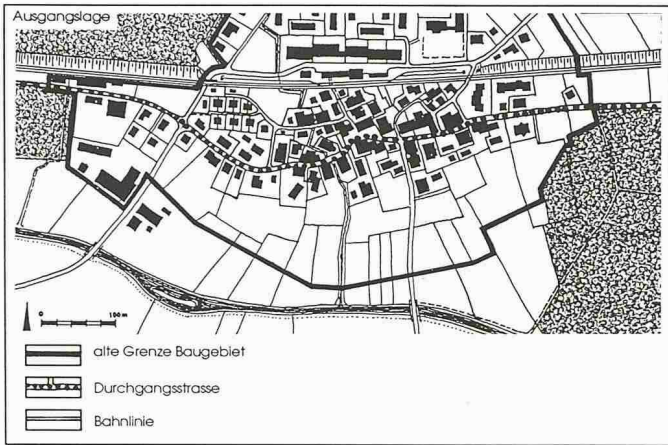 Ausgangslage
0 100 m
alte Grenze Baugebiet
Durchgangsstrasse
Bahnlinie